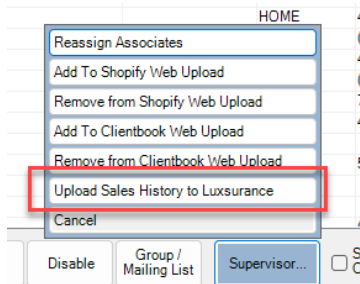 HOME
Reassign Associates
Add To Shopify Web Upload
Remove from Shopify Web Upload
Add To Clientbook Web Upload
Remove from Clientbook Web Upload
Upload Sales History to Luxsurance
Cancel
Disable
Group /
Mailing List
Supervisor...